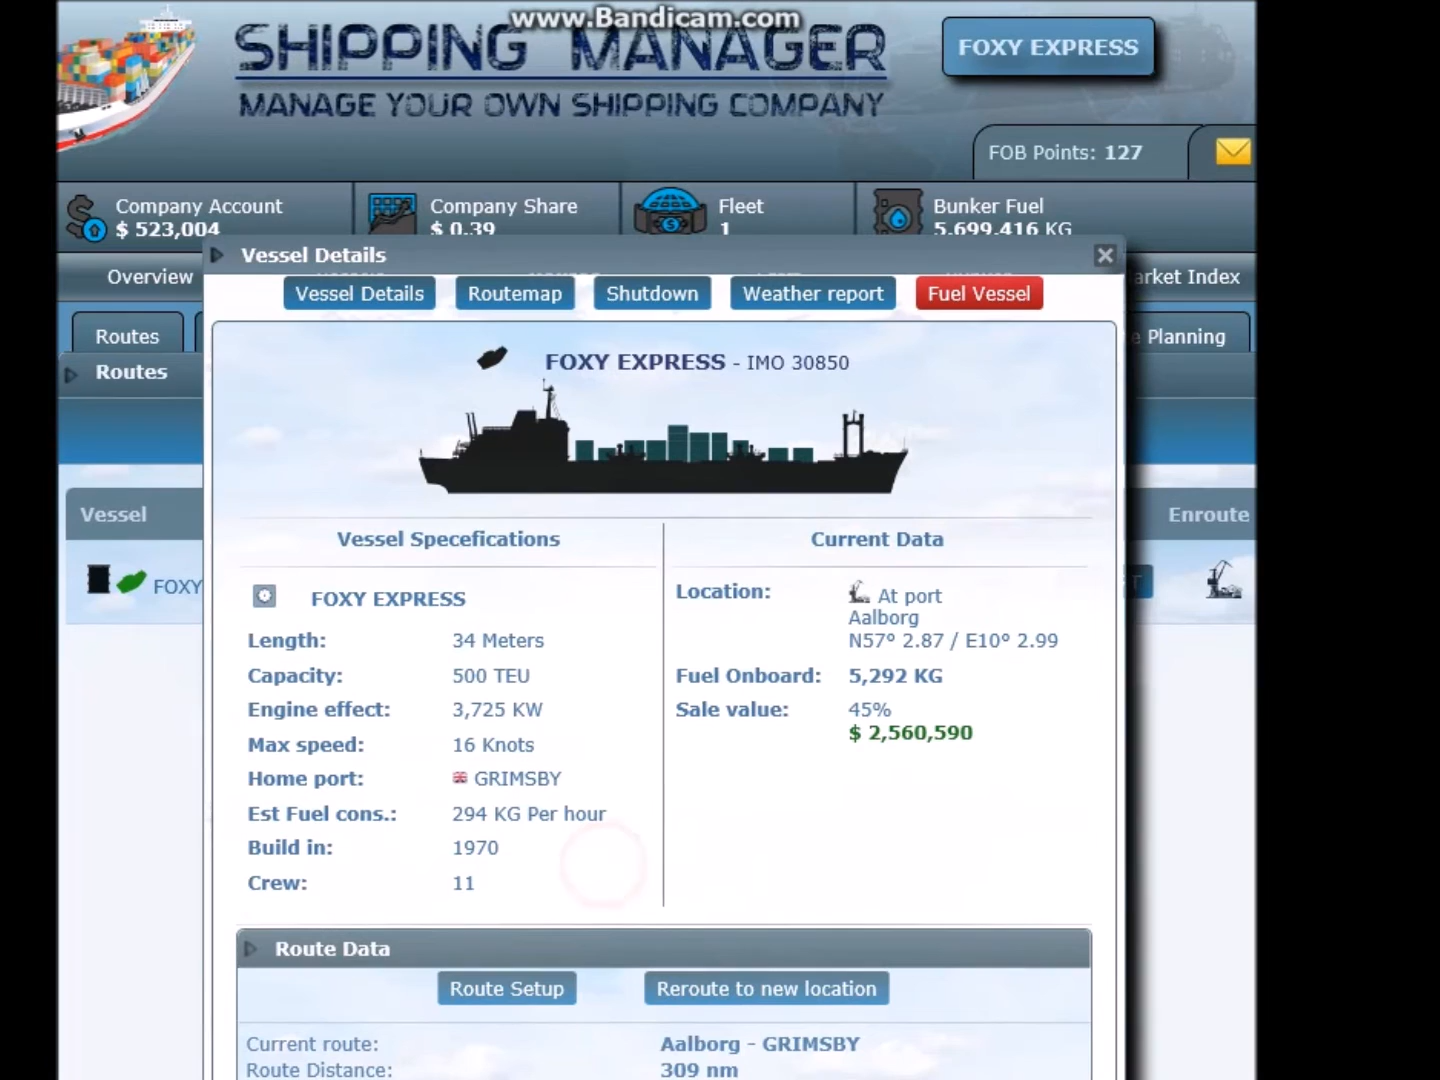 www.Bandicam.com
SHIPPING MANAGER
MANAGE YOUR OWN SHIPPING COMPANY
FOXY EXPRESS
FOB Points: 127
Company Account
$ 523,004
Company Share
$ 0.39
Fleet
1
Bunker Fuel
5,699,416 KG
Overview
arket Index
Vessel Details
Vessel Details Routemap Shutdown Weather report Fuel Vessel
Routes
e Planning
Routes
FOXY EXPRESS - IMO 30850
Vessel
Enroute
FOXY
T
Vessel Specefications
Current Data
FOXY EXPRESS
Length: 34 Meters
Capacity: 500 TEU
Engine effect: 3,725 KW
Max speed: 16 Knots
Home port: GRIMSBY
Est Fuel cons.: 294 KG Per hour
Build in: 1970
Crew: 11
Location: At port
Aalborg
N57° 2.87 / E10° 2.99
Fuel Onboard: 5,292 KG
Sale value: 45%
$ 2,560,590
Route Data
Route Setup Reroute to new location
Current route: Aalborg - GRIMSBY
Route Distance: 309 nm